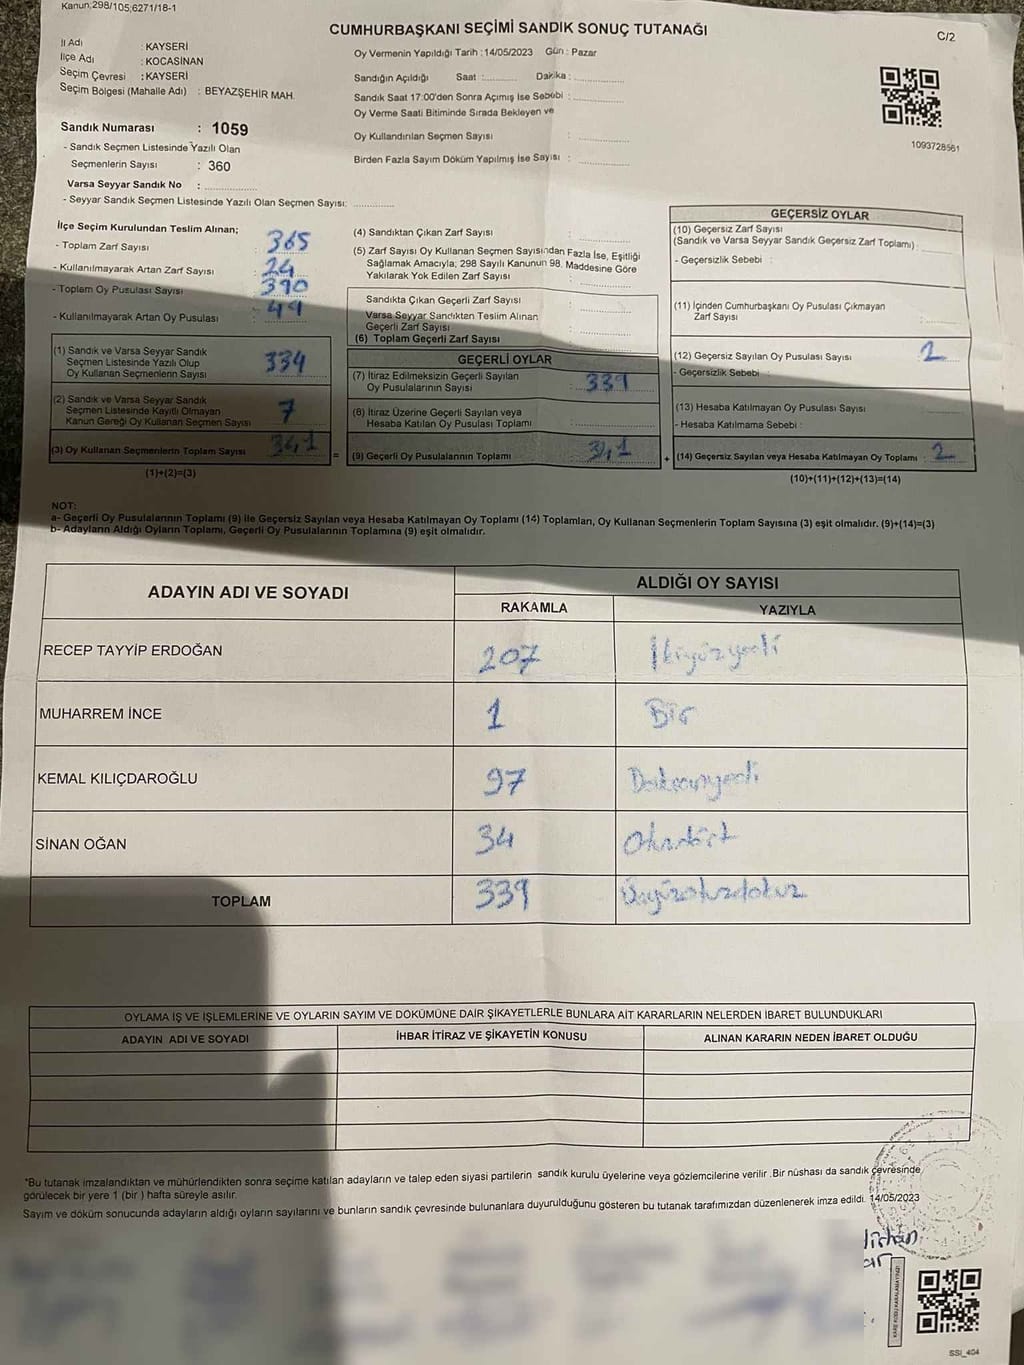 Kanun;298/105;6271/18-1
CUMHURBAŞKANI SEÇİMİ SANDIK SONUÇ TUTANAĞI
C/2
İl Adı : KAYSERİ
İlçe Adı : KOCASİNAN
Seçim Çevresi : KAYSERİ
Seçim Bölgesi (Mahalle Adı) : BEYAZŞEHİR MAH.
Sandık Numarası : 1059
- Sandık Seçmen Listesinde Yazılı Olan
Seçmenlerin Sayısı : 360
Varsa Seyyar Sandık No :
- Seyyar Sandık Seçmen Listesinde Yazılı Olan Seçmen Sayısı:
Oy Vermenin Yapıldığı Tarih : 14/05/2023 Gün : Pazar
Sandığın Açıldığı Saat : Dakika :
Sandık Saat 17:00'den Sonra Açımış İse Sebebi :
Oy Verme Saati Bitiminde Sırada Bekleyen ve
Oy Kullandırılan Seçmen Sayısı :
Birden Fazla Sayım Döküm Yapılmış İse Sayısı :
1093728561
İlçe Seçim Kurulundan Teslim Alınan;
- Toplam Zarf Sayısı : 365
- Kullanılmayarak Artan Zarf Sayısı : 24
- Toplam Oy Pusulası Sayısı : 390
- Kullanılmayarak Artan Oy Pusulası : 49
(1) Sandık ve Varsa Seyyar Sandık
Seçmen Listesinde Yazılı Olup
Oy Kullanan Seçmenlerin Sayısı 334
(2) Sandık ve Varsa Seyyar Sandık
Seçmen Listesinde Kayıtlı Olmayan
Kanun Gereği Oy Kullanan Seçmen Sayısı 7
(3) Oy Kullanan Seçmenlerin Toplam Sayısı 341
(1)+(2)=(3)
(4) Sandıktan Çıkan Zarf Sayısı :
(5) Zarf Sayısı Oy Kullanan Seçmen Sayısından Fazla İse, Eşitliği
Sağlamak Amacıyla; 298 Sayılı Kanunun 98. Maddesine Göre
Yakılarak Yok Edilen Zarf Sayısı :
Sandıkta Çıkan Geçerli Zarf Sayısı :
Varsa Seyyar Sandıktan Teslim Alınan
Geçerli Zarf Sayısı :
(6) Toplam Geçerli Zarf Sayısı
GEÇERLİ OYLAR
(7) İtiraz Edilmeksizin Geçerli Sayılan
Oy Pusulalarının Sayısı : 339
(8) İtiraz Üzerine Geçerli Sayılan veya
Hesaba Katılan Oy Pusulası Toplamı :
= (9) Geçerli Oy Pusulalarının Toplamı
GEÇERSİZ OYLAR
(10) Geçersiz Zarf Sayısı
(Sandık ve Varsa Seyyar Sandık Geçersiz Zarf Toplamı) :
- Geçersizlik Sebebi :
(11) İçinden Cumhurbaşkanı Oy Pusulası Çıkmayan
Zarf Sayısı :
(12) Geçersiz Sayılan Oy Pusulası Sayısı : 2
- Geçersizlik Sebebi :
(13) Hesaba Katılmayan Oy Pusulası Sayısı :
- Hesaba Katılmama Sebebi :
+ (14) Geçersiz Sayılan veya Hesaba Katılmayan Oy Toplamı : 2
(10)+(11)+(12)+(13)=(14)
NOT:
a- Geçerli Oy Pusulalarının Toplamı (9) ile Geçersiz Sayılan veya Hesaba Katılmayan Oy Toplamı (14) Toplamları, Oy Kullanan Seçmenlerin Toplam Sayısına (3) eşit olmalıdır. (9)+(14)=(3)
b- Adayların Aldığı Oyların Toplamı, Geçerli Oy Pusulalarının Toplamına (9) eşit olmalıdır.
ADAYIN ADI VE SOYADI ALDIĞI OY SAYISI
RAKAMLA YAZIYLA
RECEP TAYYİP ERDOĞAN 207 İkiyüzyedi
MUHARREM İNCE 1 Bir
KEMAL KILIÇDAROĞLU 97 Doksanyedi
SİNAN OĞAN 34 Otuzdört
TOPLAM 339 Üçyüzotuzdokuz
OYLAMA İŞ VE İŞLEMLERİNE VE OYLARIN SAYIM VE DÖKÜMÜNE DAİR ŞİKAYETLERLE BUNLARA AİT KARARLARIN NELERDEN İBARET BULUNDUKLARI
ADAYIN ADI VE SOYADI İHBAR İTİRAZ VE ŞİKAYETİN KONUSU ALINAN KARARIN NEDEN İBARET OLDUĞU
*Bu tutanak imzalandıktan ve mühürlendikten sonra seçime katılan adayların ve talep eden siyasi partilerin sandık kurulu üyelerine veya gözlemcilerine verilir .Bir nüshası da sandık çevresinde
görülecek bir yere 1 (bir ) hafta süreyle asılır.
Sayım ve döküm sonucunda adayların aldığı oyların sayılarını ve bunların sandık çevresinde bulunanlara duyurulduğunu gösteren bu tutanak tarafımızdan düzenlenerek imza edildi. 14/05/2023
KARE KODU KARALAMAYINIZ!
SSI_404